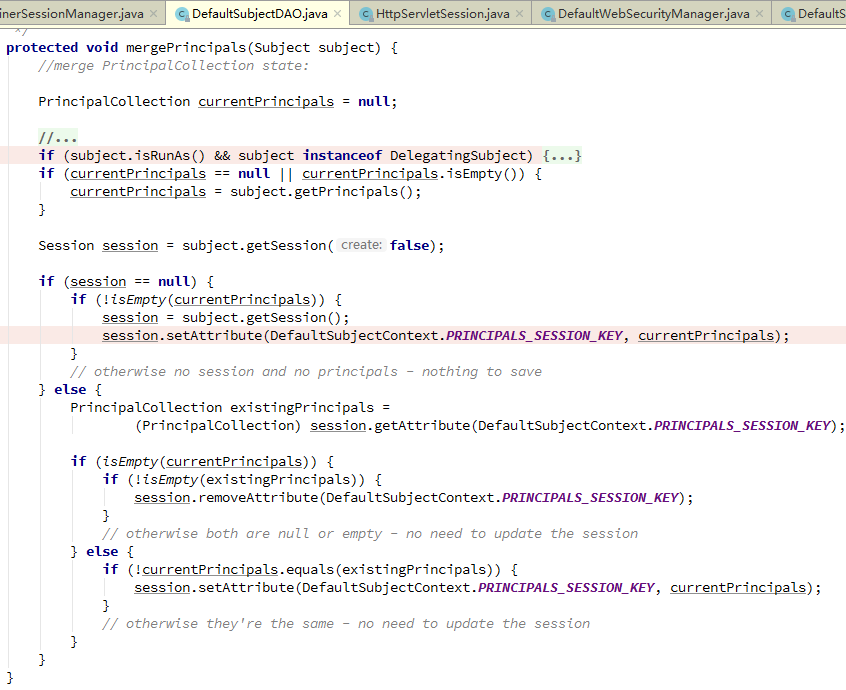 inerSessionManager.java × DefaultSubjectDAO.java × HttpServletSession.java × DefaultWebSecurityManager.java × DefaultS
*/
protected void mergePrincipals(Subject subject) {
    //merge PrincipalCollection state:
    PrincipalCollection currentPrincipals = null;
    //...
    if (subject.isRunAs() && subject instanceof DelegatingSubject) {...}
    if (currentPrincipals == null || currentPrincipals.isEmpty()) {
        currentPrincipals = subject.getPrincipals();
    }
    Session session = subject.getSession( create: false);
    if (session == null) {
        if (!isEmpty(currentPrincipals)) {
            session = subject.getSession();
            session.setAttribute(DefaultSubjectContext.PRINCIPALS_SESSION_KEY, currentPrincipals);
        }
        // otherwise no session and no principals - nothing to save
    } else {
        PrincipalCollection existingPrincipals =
                (PrincipalCollection) session.getAttribute(DefaultSubjectContext.PRINCIPALS_SESSION_KEY);
        if (isEmpty(currentPrincipals)) {
            if (!isEmpty(existingPrincipals)) {
                session.removeAttribute(DefaultSubjectContext.PRINCIPALS_SESSION_KEY);
            }
            // otherwise both are null or empty - no need to update the session
        } else {
            if (!currentPrincipals.equals(existingPrincipals)) {
                session.setAttribute(DefaultSubjectContext.PRINCIPALS_SESSION_KEY, currentPrincipals);
            }
            // otherwise they're the same - no need to update the session
        }
    }
}